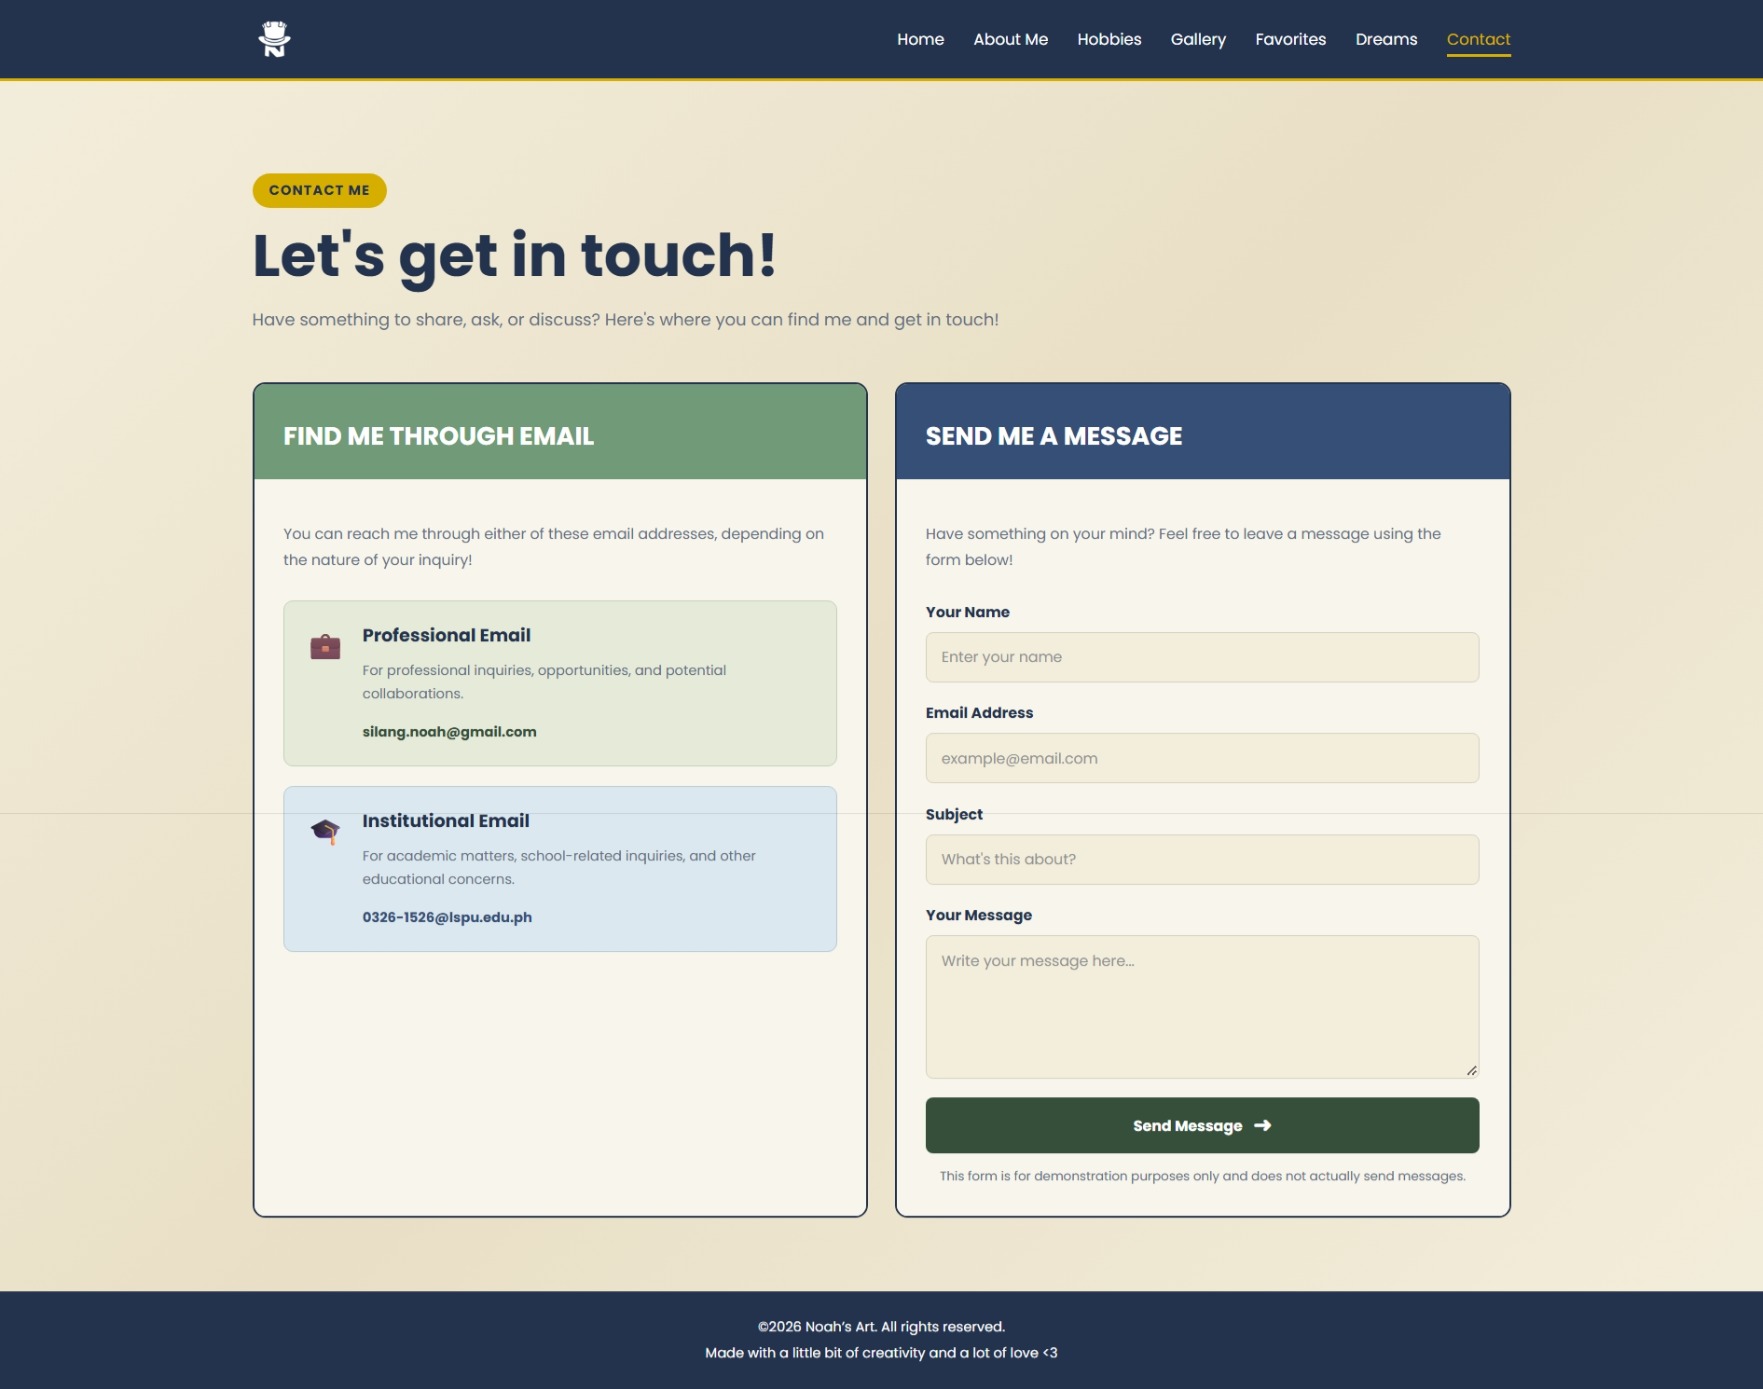 N
Home
About Me
Hobbies
Gallery
Favorites
Dreams
Contact
CONTACT ME
Let's get in touch!
Have something to share, ask, or discuss? Here's where you can find me and get in touch!
FIND ME THROUGH EMAIL
You can reach me through either of these email addresses, depending on
the nature of your inquiry!
Professional Email
For professional inquiries, opportunities, and potential
collaborations.
silang.noah@gmail.com
Institutional Email
For academic matters, school-related inquiries, and other
educational concerns.
0326-1526@lspu.edu.ph
SEND ME A MESSAGE
Have something on your mind? Feel free to leave a message using the
form below!
Your Name
Enter your name
Email Address
example@email.com
Subject
What's this about?
Your Message
Write your message here...
Send Message ➜
This form is for demonstration purposes only and does not actually send messages.
©2026 Noah’s Art. All rights reserved.
Made with a little bit of creativity and a lot of love <3